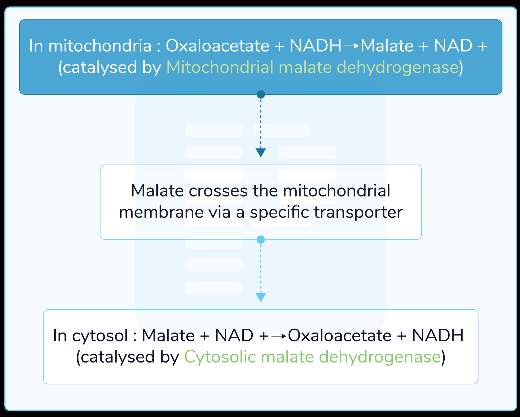 In mitochondria : Oxaloacetate + NADH→Malate + NAD +
(catalysed by Mitochondrial malate dehydrogenase)
Malate crosses the mitochondrial
membrane via a specific transporter
In cytosol : Malate + NAD +→Oxaloacetate + NADH
(catalysed by Cytosolic malate dehydrogenase)